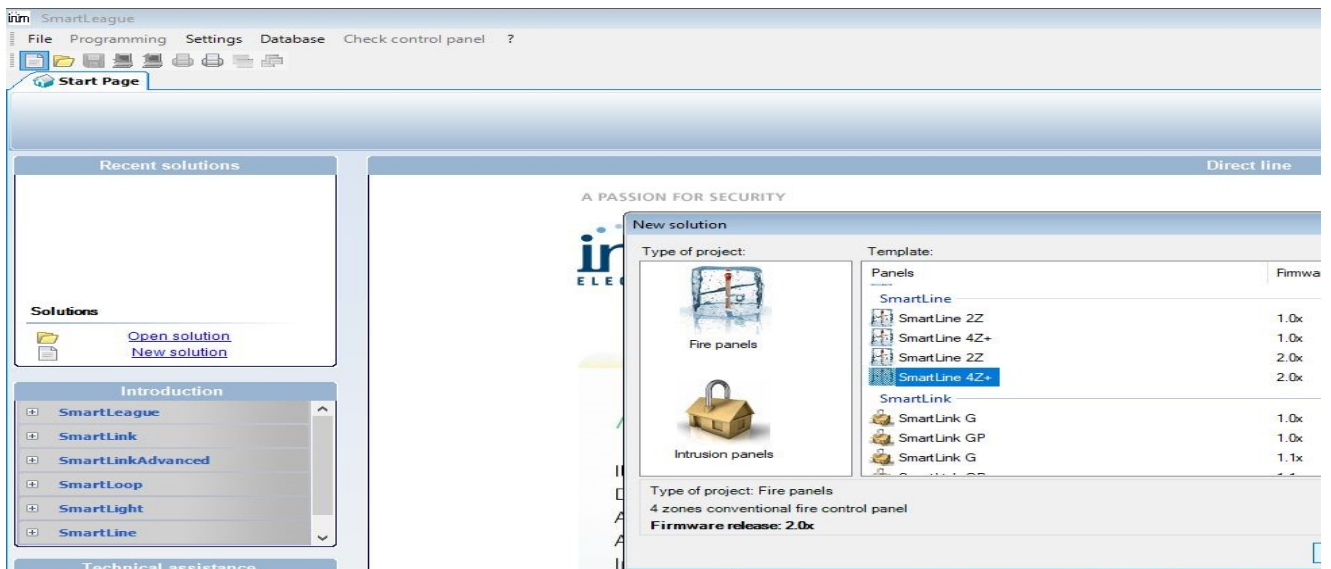 inim SmartLeague
File Programming Settings Database Check control panel ?
Start Page
Recent solutions
Solutions
Open solution
New solution
Introduction
SmartLeague
SmartLink
SmartLinkAdvanced
SmartLoop
SmartLight
SmartLine
Technical assistance
Direct line
A PASSION FOR SECURITY
New solution
Type of project:
Fire panels
Intrusion panels
Template:
Panels Firmwa
SmartLine
SmartLine 2Z 1.0x
SmartLine 4Z+ 1.0x
SmartLine 2Z 2.0x
SmartLine 4Z+ 2.0x
SmartLink
SmartLink G 1.0x
SmartLink GP 1.0x
SmartLink G 1.1x
Type of project: Fire panels
4 zones conventional fire control panel
Firmware release: 2.0x